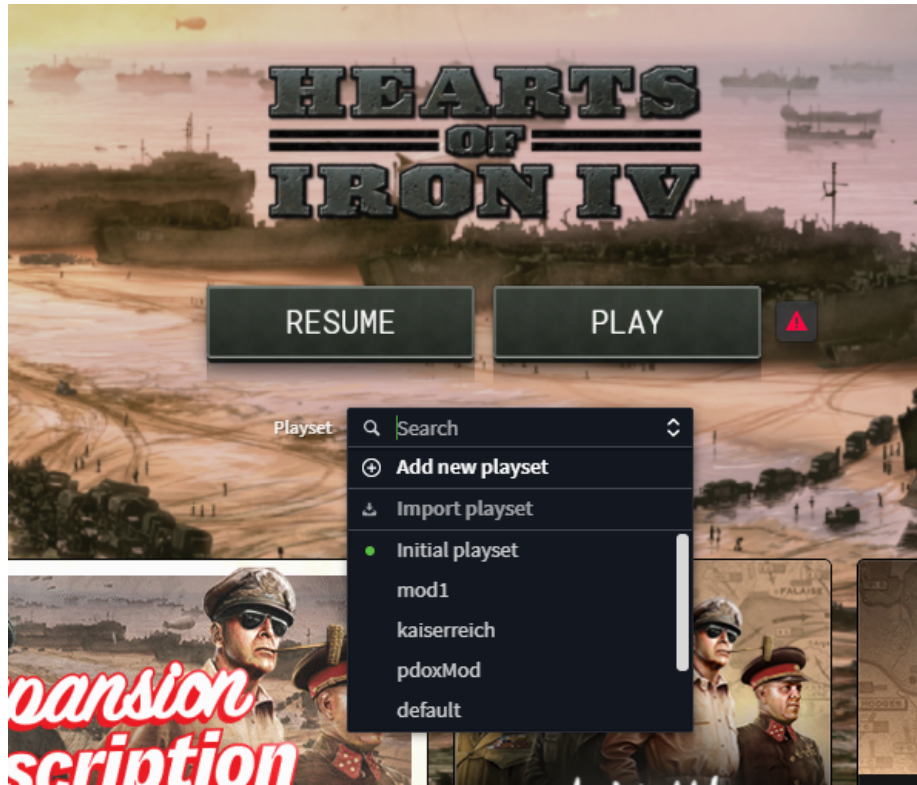 HEARTS
OF
IRON IV
RESUME
PLAY
Playset
Search
Add new playset
Import playset
Initial playset
mod1
kaiserreich
pdoxMod
default
pansion
scription
FALAISE